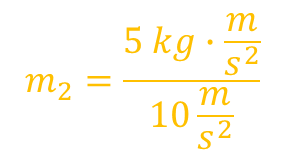 m₂ = (5 kg · m/s²) / (10 m/s²)